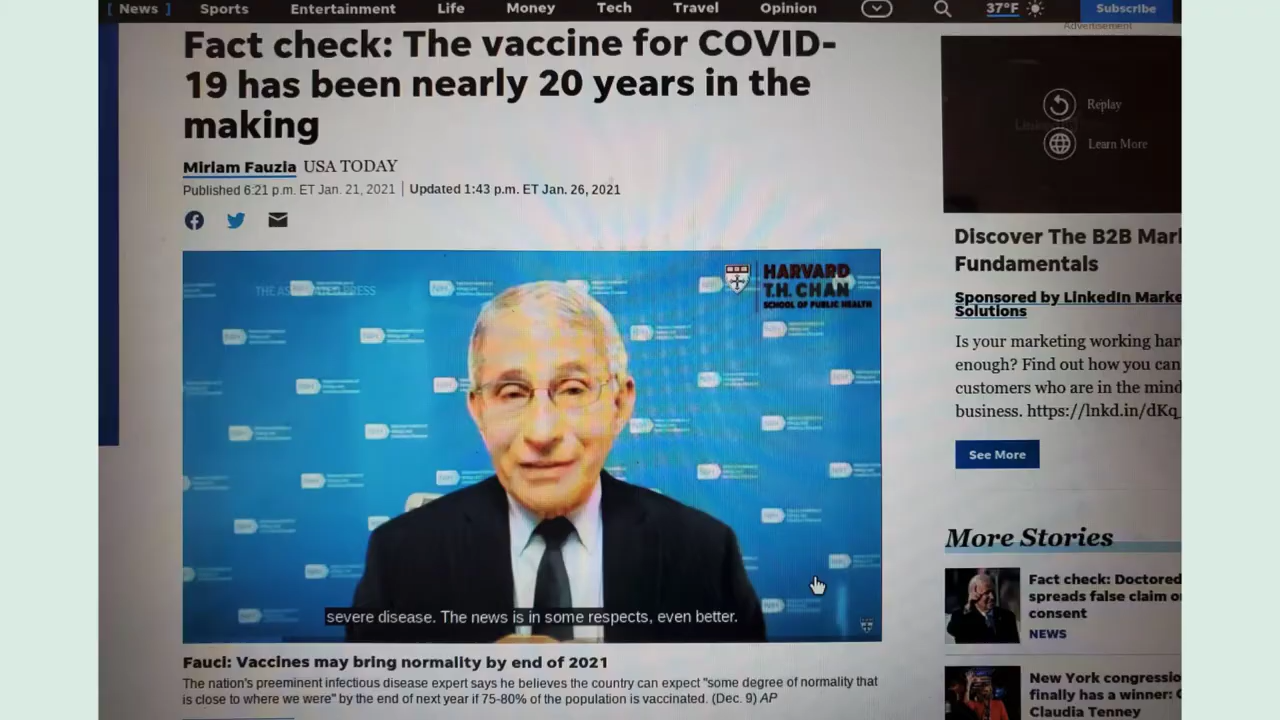 [ News ] Sports Entertainment Life Money Tech Travel Opinion 37°F Subscribe
Advertisement
Fact check: The vaccine for COVID-
19 has been nearly 20 years in the
making
Miriam Fauzia USA TODAY
Published 6:21 p.m. ET Jan. 21, 2021 | Updated 1:43 p.m. ET Jan. 26, 2021
THE ASSOCIATED PRESS
HARVARD
T.H. CHAN
SCHOOL OF PUBLIC HEALTH
NIH
severe disease. The news is in some respects, even better.
Fauci: Vaccines may bring normality by end of 2021
The nation's preeminent infectious disease expert says he believes the country can expect "some degree of normality that
is close to where we were" by the end of next year if 75-80% of the population is vaccinated. (Dec. 9) AP
Replay
Learn More
Discover The B2B Mar
Fundamentals
Sponsored by LinkedIn Marke
Solutions
Is your marketing working har
enough? Find out how you can
customers who are in the mind
business. https://lnkd.in/dKq
See More
More Stories
Fact check: Doctored
spreads false claim o
consent
NEWS
New York congressio
finally has a winner:
Claudia Tenney